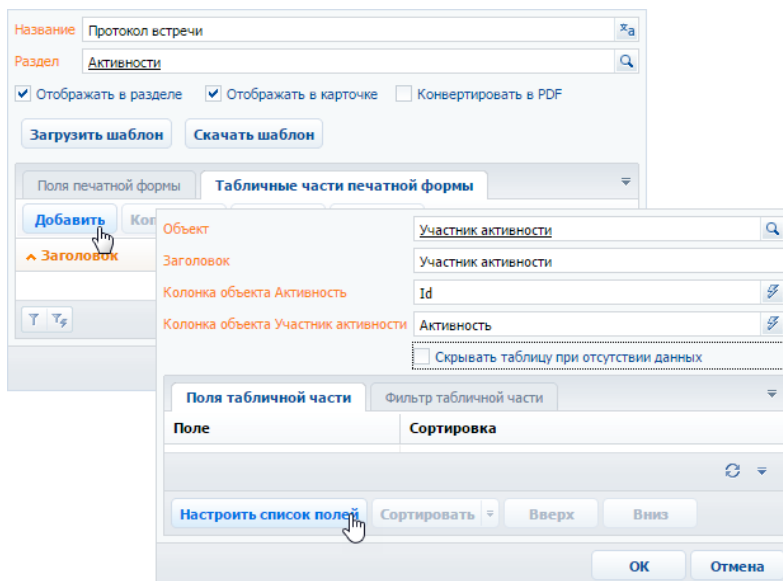 Название Протокол встречи
Раздел Активности
Отображать в разделе Отображать в карточке Конвертировать в PDF
Загрузить шаблон Скачать шаблон
Поля печатной формы Табличные части печатной формы
Добавить Коп
Заголовок
Объект Участник активности
Заголовок Участник активности
Колонка объекта Активность Id
Колонка объекта Участник активности Активность
Скрывать таблицу при отсутствии данных
Поля табличной части Фильтр табличной части
Поле Сортировка
Настроить список полей Сортировать Вверх Вниз
ОК Отмена